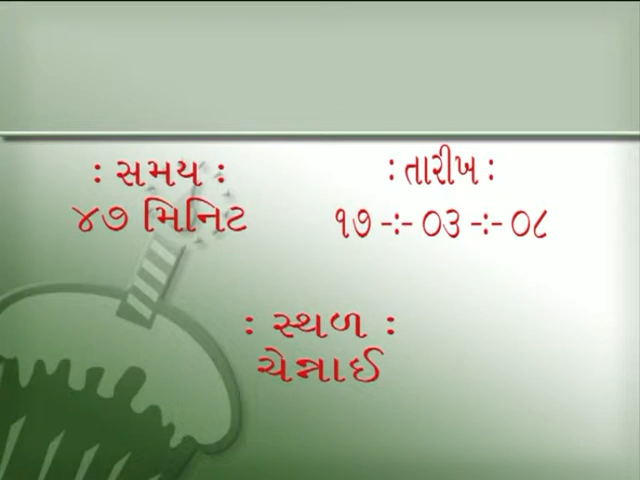 : સમય :
૪૭ મિનિટ
: તારીખ :
૧૭ -:- ૦૩ -:- ૦૮
: સ્થળ :
ચેન્નાઈ